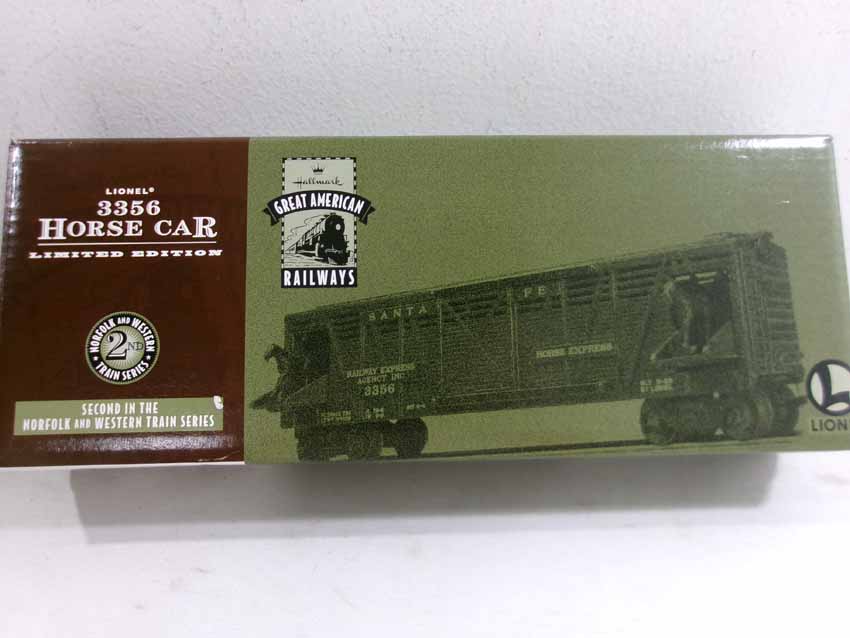 LIONEL®
3356
HORSE CAR
LIMITED EDITION
NORFOLK AND WESTERN
2ND
TRAIN SERIES
SECOND IN THE
NORFOLK AND WESTERN TRAIN SERIES
Hallmark
GREAT AMERICAN
RAILWAYS
SANTA FE
RAILWAY EXPRESS
AGENCY INC.
3356
HORSE EXPRESS
L
LION